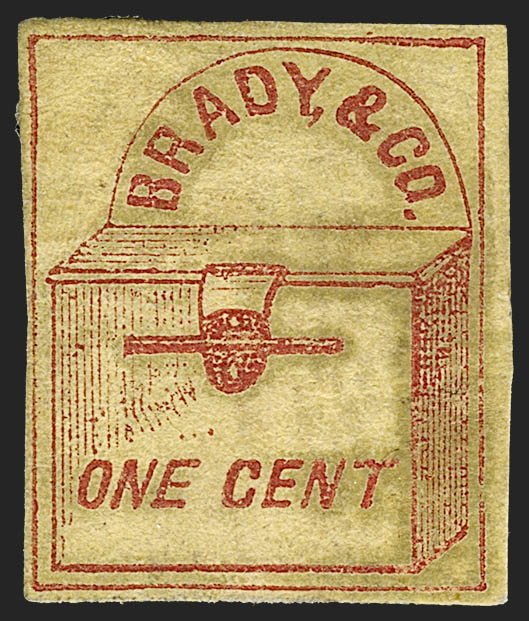 BRADY, & CO.
ONE CENT